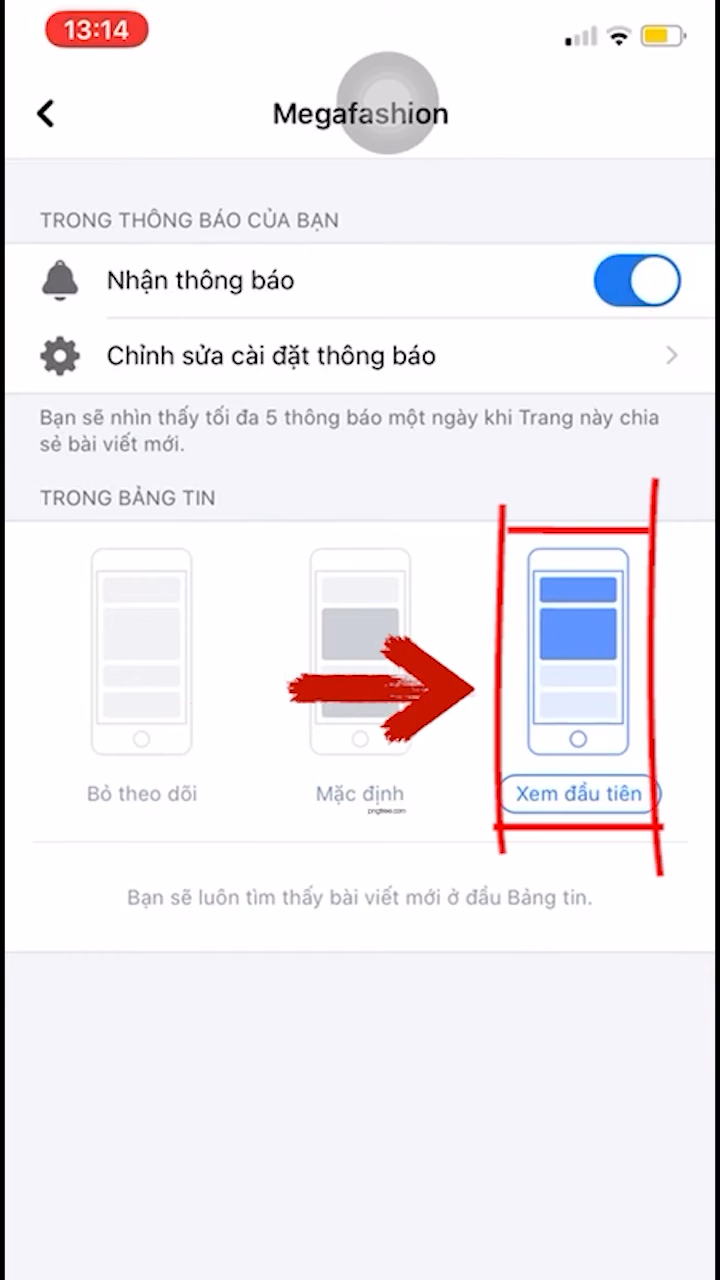 13:14
Megafashion
TRONG THÔNG BÁO CỦA BẠN
Nhận thông báo
Chỉnh sửa cài đặt thông báo
Bạn sẽ nhìn thấy tối đa 5 thông báo một ngày khi Trang này chia
sẻ bài viết mới.
TRONG BẢNG TIN
Bỏ theo dõi
Mặc định
Xem đầu tiên
pngtree.com
Bạn sẽ luôn tìm thấy bài viết mới ở đầu Bảng tin.